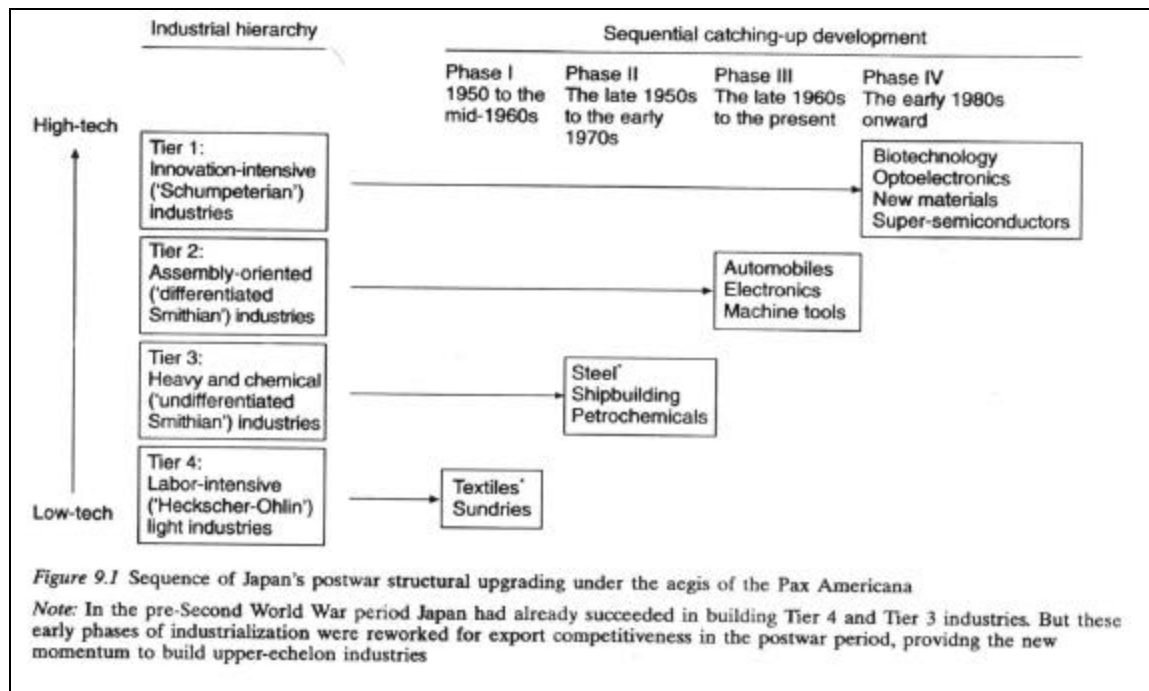 Industrial hierarchy
Sequential catching-up development
Phase I
1950 to the
mid-1960s
Phase II
The late 1950s
to the early
1970s
Phase III
The late 1960s
to the present
Phase IV
The early 1980s
onward
High-tech
Tier 1:
Innovation-intensive
('Schumpeterian')
industries
Biotechnology
Optoelectronics
New materials
Super-semiconductors
Tier 2:
Assembly-oriented
('differentiated
Smithian') industries
Automobiles
Electronics
Machine tools
Tier 3:
Heavy and chemical
('undifferentiated
Smithian') industries
Steel*
Shipbuilding
Petrochemicals
Tier 4:
Labor-intensive
('Heckscher-Ohlin')
light industries
Textiles*
Sundries
Low-tech
Figure 9.1 Sequence of Japan's postwar structural upgrading under the aegis of the Pax Americana
Note: In the pre-Second World War period Japan had already succeeded in building Tier 4 and Tier 3 industries. But these
early phases of industrialization were reworked for export competitiveness in the postwar period, providng the new
momentum to build upper-echelon industries